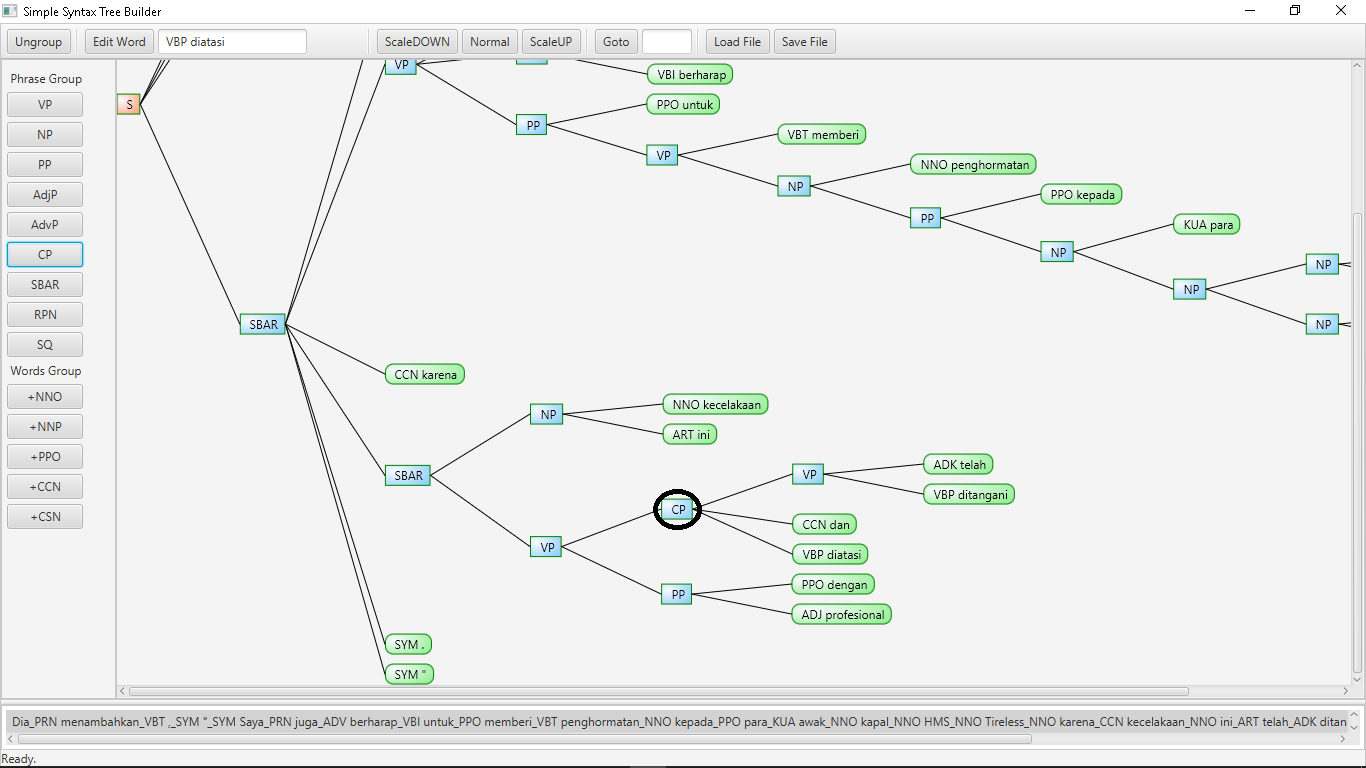 Simple Syntax Tree Builder
Ungroup Edit Word VBP diatasi ScaleDOWN Normal ScaleUP Goto Load File Save File
Phrase Group
VP
NP
PP
AdjP
AdvP
CP
SBAR
RPN
SQ
Words Group
+NNO
+NNP
+PPO
+CCN
+CSN
S
VP
VBI berharap
PPO untuk
PP
VBT memberi
VP
NNO penghormatan
NP
PPO kepada
PP
KUA para
NP
NP
NP
NP
SBAR
CCN karena
NNO kecelakaan
NP
ART ini
SBAR
ADK telah
VP
VBP ditangani
CP
CCN dan
VP
VBP diatasi
PPO dengan
PP
ADJ profesional
SYM .
SYM "
Dia_PRN menambahkan_VBT ,_SYM "_SYM Saya_PRN juga_ADV berharap_VBI untuk_PPO memberi_VBT penghormatan_NNO kepada_PPO para_KUA awak_NNO kapal_NNO HMS_NNO Tireless_NNO karena_CCN kecelakaan_NNO ini_ART telah_ADK ditan
Ready.